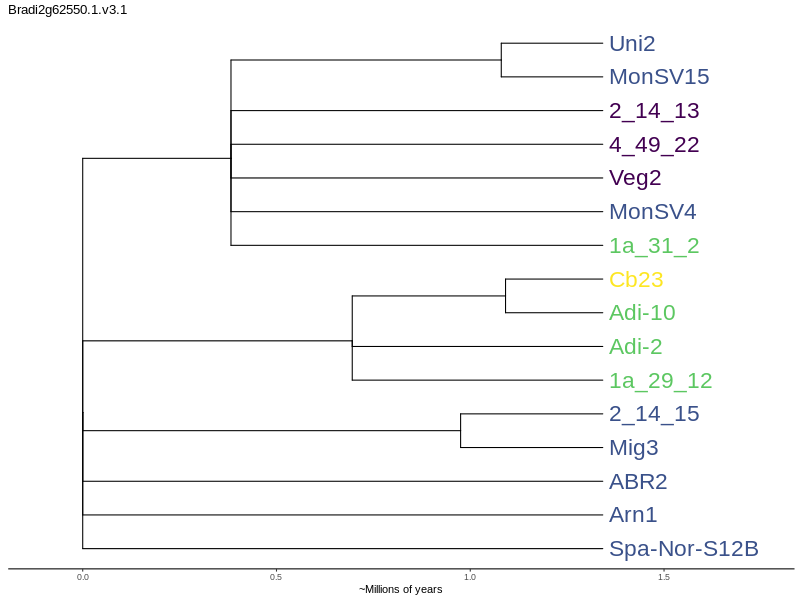 Bradi2g62550.1.v3.1
Uni2
MonSV15
2_14_13
4_49_22
Veg2
MonSV4
1a_31_2
Cb23
Adi-10
Adi-2
1a_29_12
2_14_15
Mig3
ABR2
Arn1
Spa-Nor-S12B
0.0 0.5 1.0 1.5
~Millions of years